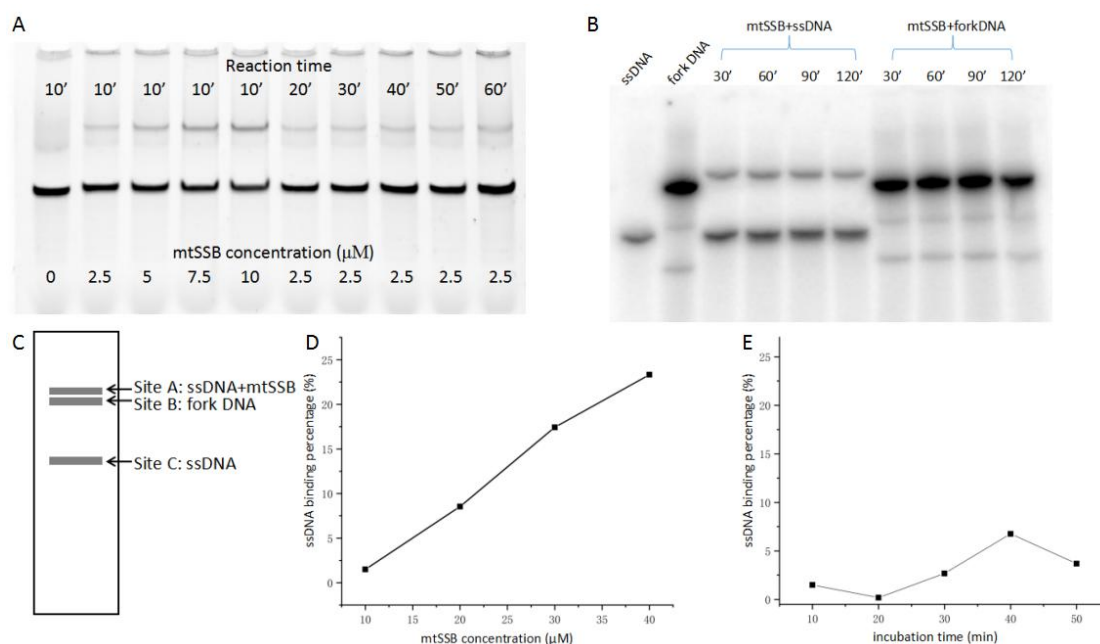 A
Reaction time
10’ 10’ 10’ 10’ 10’ 20’ 30’ 40’ 50’ 60’
mtSSB concentration (μM)
0 2.5 5 7.5 10 2.5 2.5 2.5 2.5 2.5
B
mtSSB+ssDNA mtSSB+forkDNA
ssDNA fork DNA 30’ 60’ 90’ 120’ 30’ 60’ 90’ 120’
C
Site A: ssDNA+mtSSB
Site B: fork DNA
Site C: ssDNA
D
ssDNA binding percentage (%)
25
20
15
10
5
0
10 15 20 25 30 35 40
mtSSB concentration (μM)
E
ssDNA binding percentage (%)
25
20
15
10
5
0
10 20 30 40 50
incubation time (min)